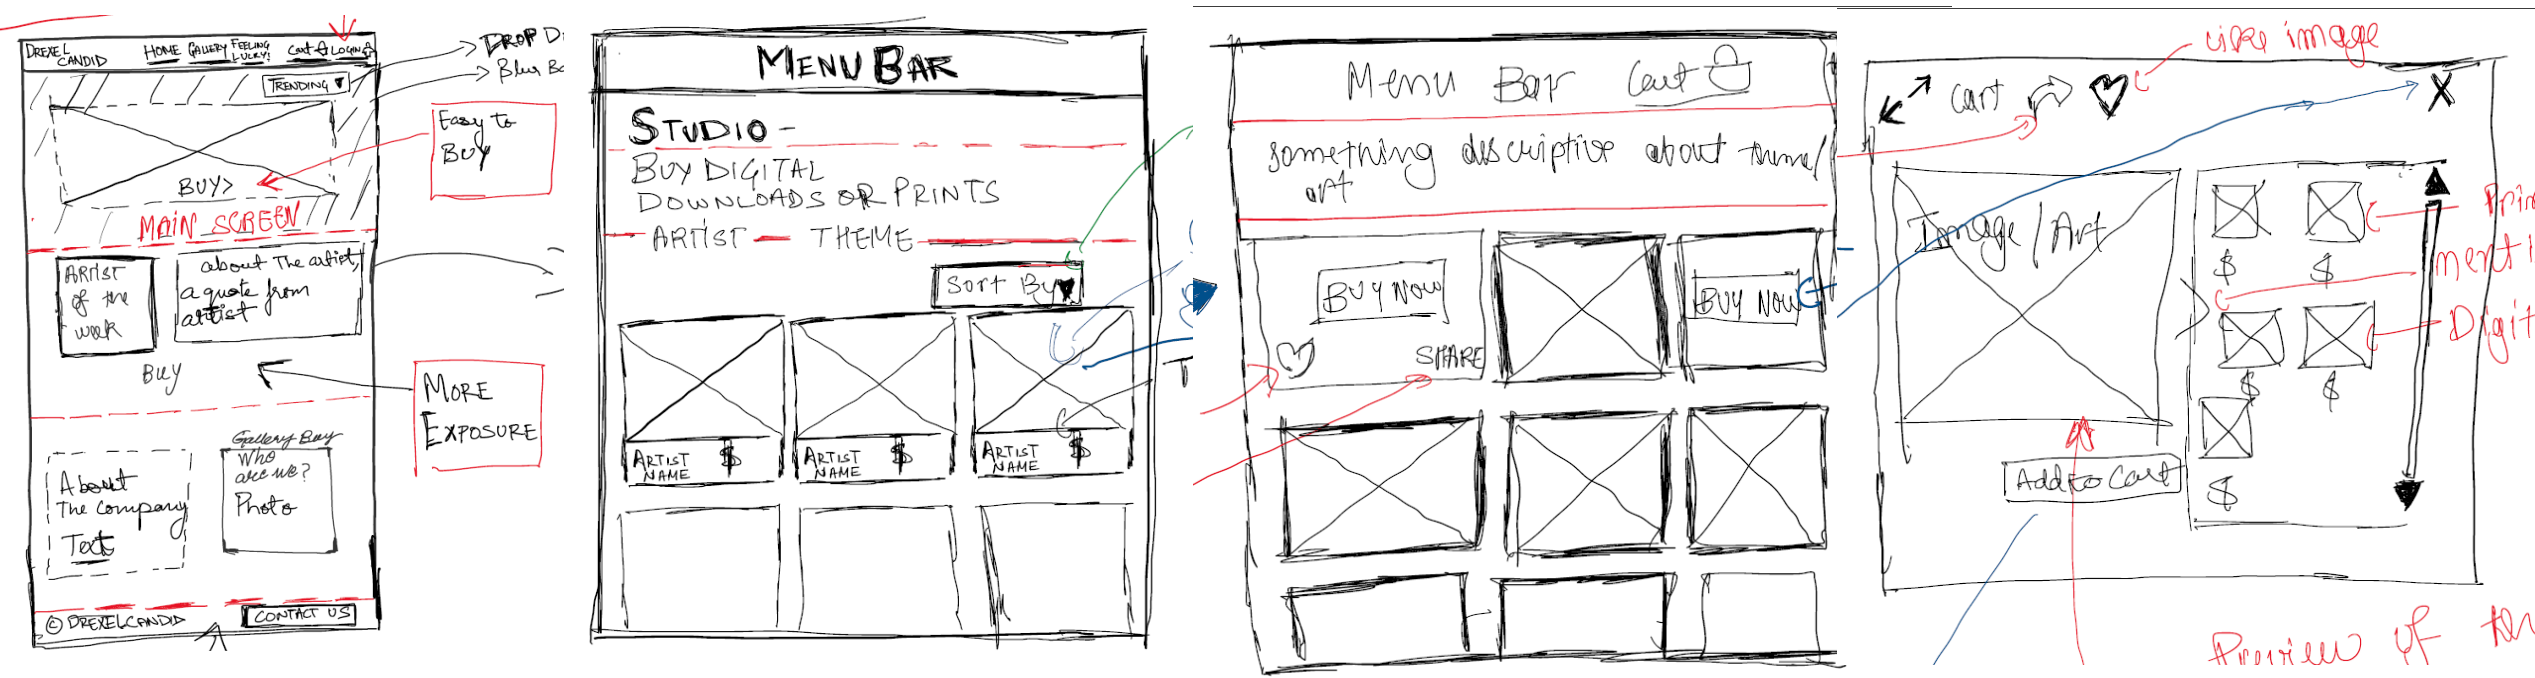 DREXEL
CANDID
HOME GALLERY FEELING
LUCKY!
Cart LOGIN
TRENDING
BUY>
MAIN SCREEN
DROP D
Blur
Easy to
BUY
ARTIST
of the
week
about The artist,
a quote from
artist
BUY
MORE
EXPOSURE
About
The company
Text
Gallery Bay
Who
are we?
Photo
© DREXELCANDID
CONTACT US
MENU BAR
STUDIO -
BUY DIGITAL
DOWNLOADS OR PRINTS
ARTIST — THEME
Sort By
ARTIST
NAME
$
ARTIST
NAME
$
ARTIST
NAME
$
Menu Bar Cart
something descriptive about theme/
art
BUY NOW
SHARE
BUY NOW
like image
cart
X
Image/Art
Add to Cart
$ $
$ $
$
Prin
ment
Digit
Preview of